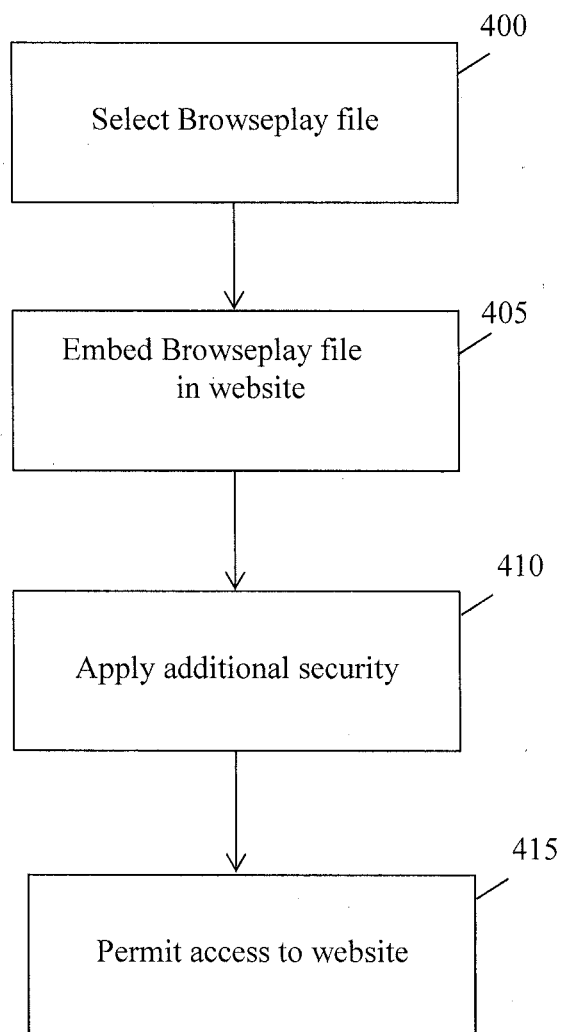 400
Select Browseplay file
405
Embed Browseplay file
in website
410
Apply additional security
415
Permit access to website